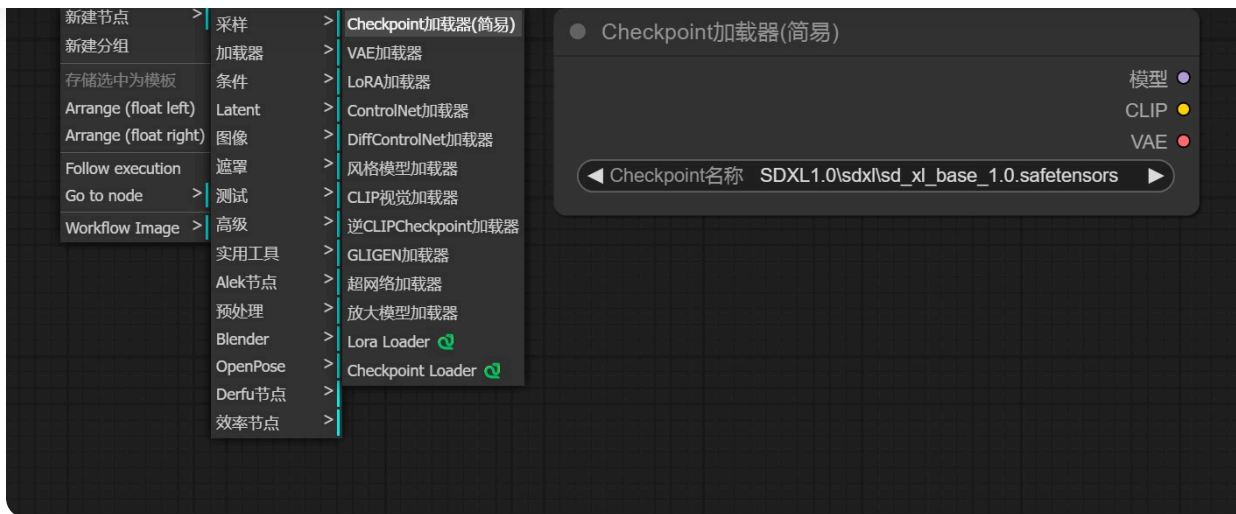 新建节点 >
新建分组
存储选中为模板
Arrange (float left)
Arrange (float right)
Follow execution
Go to node >
Workflow Image >
采样 >
加载器 >
条件 >
Latent >
图像 >
遮罩 >
测试 >
高级 >
实用工具 >
Alek节点 >
预处理 >
Blender >
OpenPose >
Derfu节点 >
效率节点 >
Checkpoint加载器(简易)
VAE加载器
LoRA加载器
ControlNet加载器
DiffControlNet加载器
风格模型加载器
CLIP视觉加载器
逆CLIPCheckpoint加载器
GLIGEN加载器
超网络加载器
放大模型加载器
Lora Loader
Checkpoint Loader
Checkpoint加载器(简易)
模型
CLIP
VAE
Checkpoint名称 SDXL1.0\sdxl\sd_xl_base_1.0.safetensors